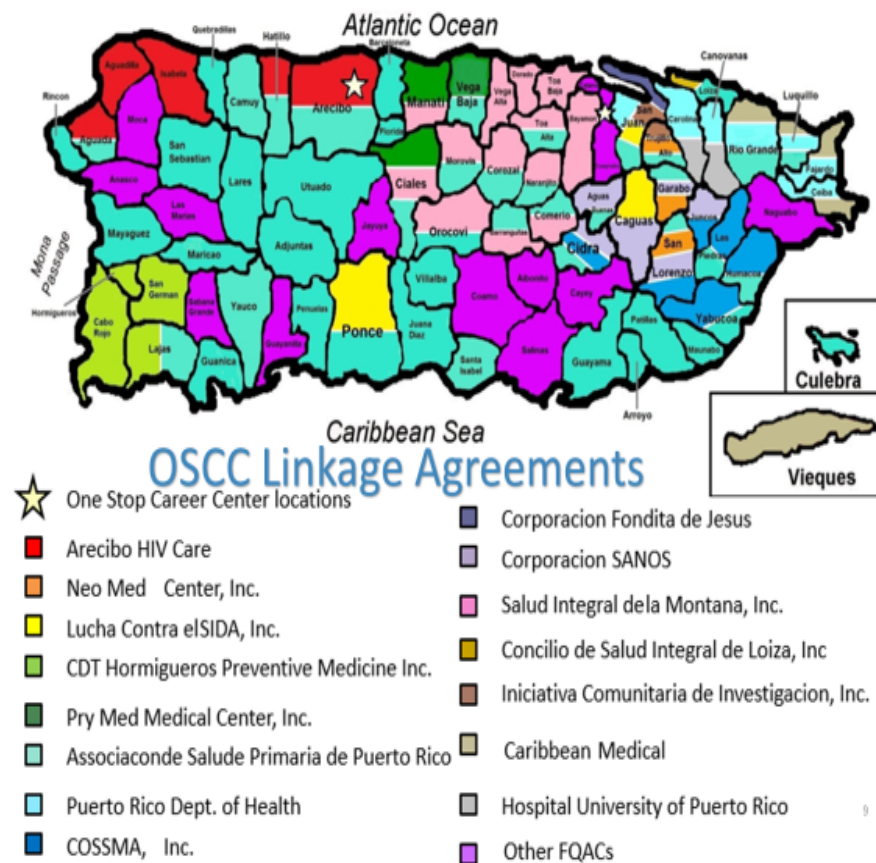 Atlantic Ocean
Quebradillas
Hatillo
Barceloneta
Canovanas
Aguadilla
Isabela
Camuy
Arecibo
Manati
Vega
Baja
Vega
Alta
Dorado
Toa
Baja
Bayamon
San
Juan
Carolina
Loiza
Luquillo
Rincon
Aguada
Moca
San
Sebastian
Lares
Utuado
Florida
Ciales
Morovis
Corozal
Toa
Alta
Naranjito
Trujillo
Alto
Rio Grande
Fajardo
Ceiba
Anasco
Las
Marias
Jayuya
Orocovi
Barranquitas
Comerio
Aguas
Buenas
Caguas
Garabo
Juncos
Las
Piedras
Naguabo
Mona
Passage
Mayaguez
Maricao
Adjuntas
Villalba
Aibonito
Cidra
Cayey
San
Lorenzo
Humacoa
Yabucoa
Hormigueros
San
German
Cabo
Rojo
Lajas
Sabana
Grande
Yauco
Guanica
Guayanilla
Penuelas
Ponce
Juana
Diaz
Coamo
Santa
Isabel
Salinas
Guayama
Patillas
Maunabo
Arroyo
Culebra
Vieques
Caribbean Sea
OSCC Linkage Agreements
One Stop Career Center locations
Arecibo HIV Care
Neo Med Center, Inc.
Lucha Contra elSIDA, Inc.
CDT Hormigueros Preventive Medicine Inc.
Pry Med Medical Center, Inc.
Associaconde Salude Primaria de Puerto Rico
Puerto Rico Dept. of Health
COSSMA, Inc.
Corporacion Fondita de Jesus
Corporacion SANOS
Salud Integral dela Montana, Inc.
Concilio de Salud Integral de Loiza, Inc
Iniciativa Comunitaria de Investigacion, Inc.
Caribbean Medical
Hospital University of Puerto Rico
Other FQACs
9